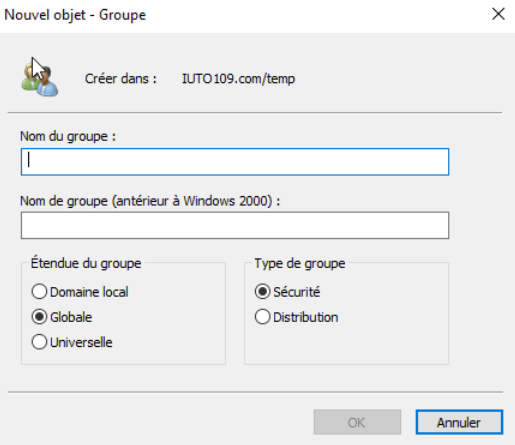 Nouvel objet - Groupe
Créer dans : IUTO109.com/temp
Nom du groupe :
Nom de groupe (antérieur à Windows 2000) :
Étendue du groupe
Domaine local
Globale
Universelle
Type de groupe
Sécurité
Distribution
OK
Annuler